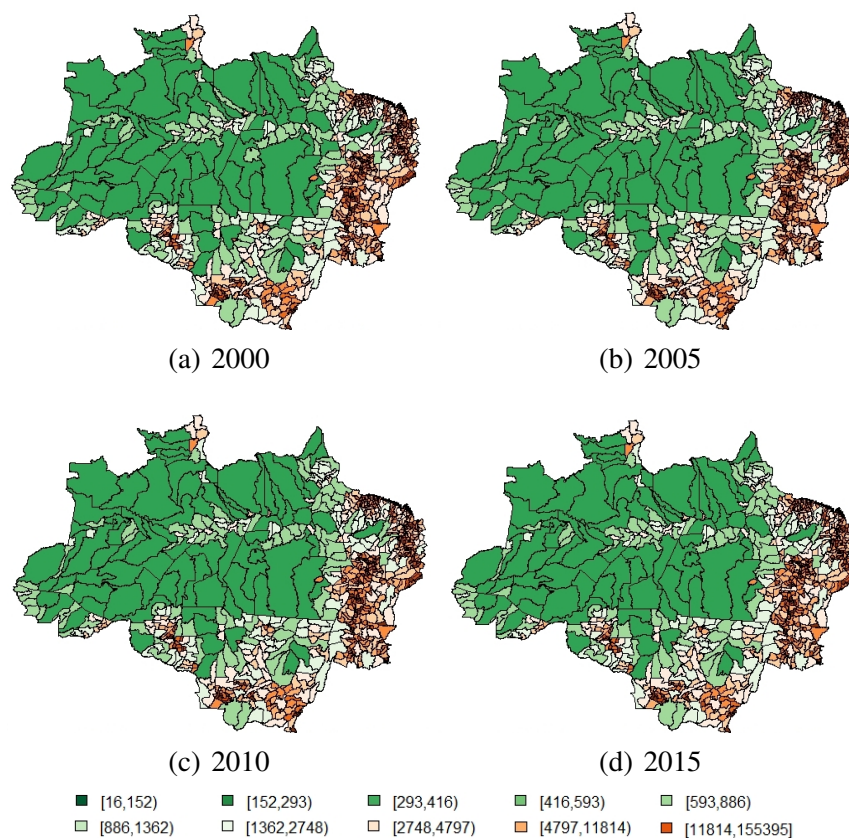 (a) 2000
(b) 2005
(c) 2010
(d) 2015
[16,152)
[152,293)
[293,416)
[416,593)
[593,886)
[886,1362)
[1362,2748)
[2748,4797)
[4797,11814)
[11814,155395]